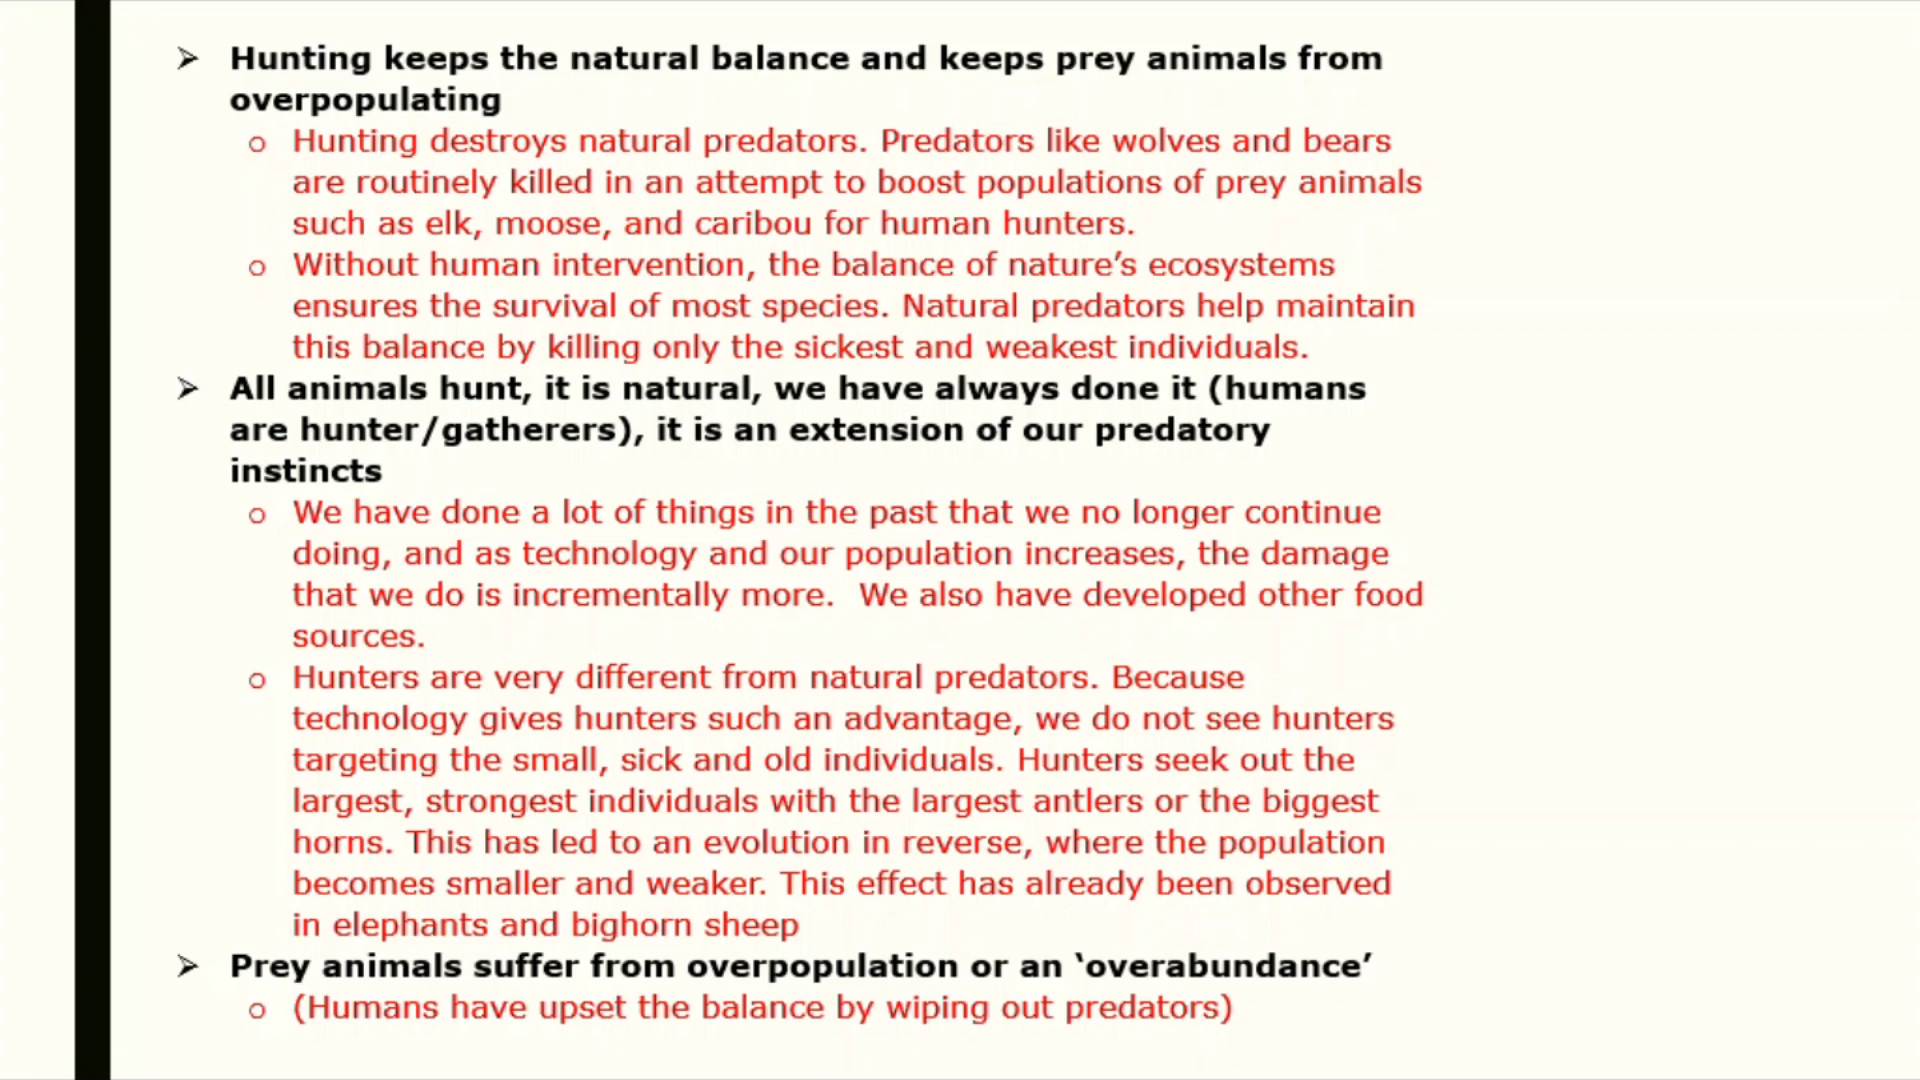 ➢ Hunting keeps the natural balance and keeps prey animals from
overpopulating
o Hunting destroys natural predators. Predators like wolves and bears
are routinely killed in an attempt to boost populations of prey animals
such as elk, moose, and caribou for human hunters.
o Without human intervention, the balance of nature’s ecosystems
ensures the survival of most species. Natural predators help maintain
this balance by killing only the sickest and weakest individuals.
➢ All animals hunt, it is natural, we have always done it (humans
are hunter/gatherers), it is an extension of our predatory
instincts
o We have done a lot of things in the past that we no longer continue
doing, and as technology and our population increases, the damage
that we do is incrementally more.  We also have developed other food
sources.
o Hunters are very different from natural predators. Because
technology gives hunters such an advantage, we do not see hunters
targeting the small, sick and old individuals. Hunters seek out the
largest, strongest individuals with the largest antlers or the biggest
horns. This has led to an evolution in reverse, where the population
becomes smaller and weaker. This effect has already been observed
in elephants and bighorn sheep
➢ Prey animals suffer from overpopulation or an ‘overabundance’
o (Humans have upset the balance by wiping out predators)